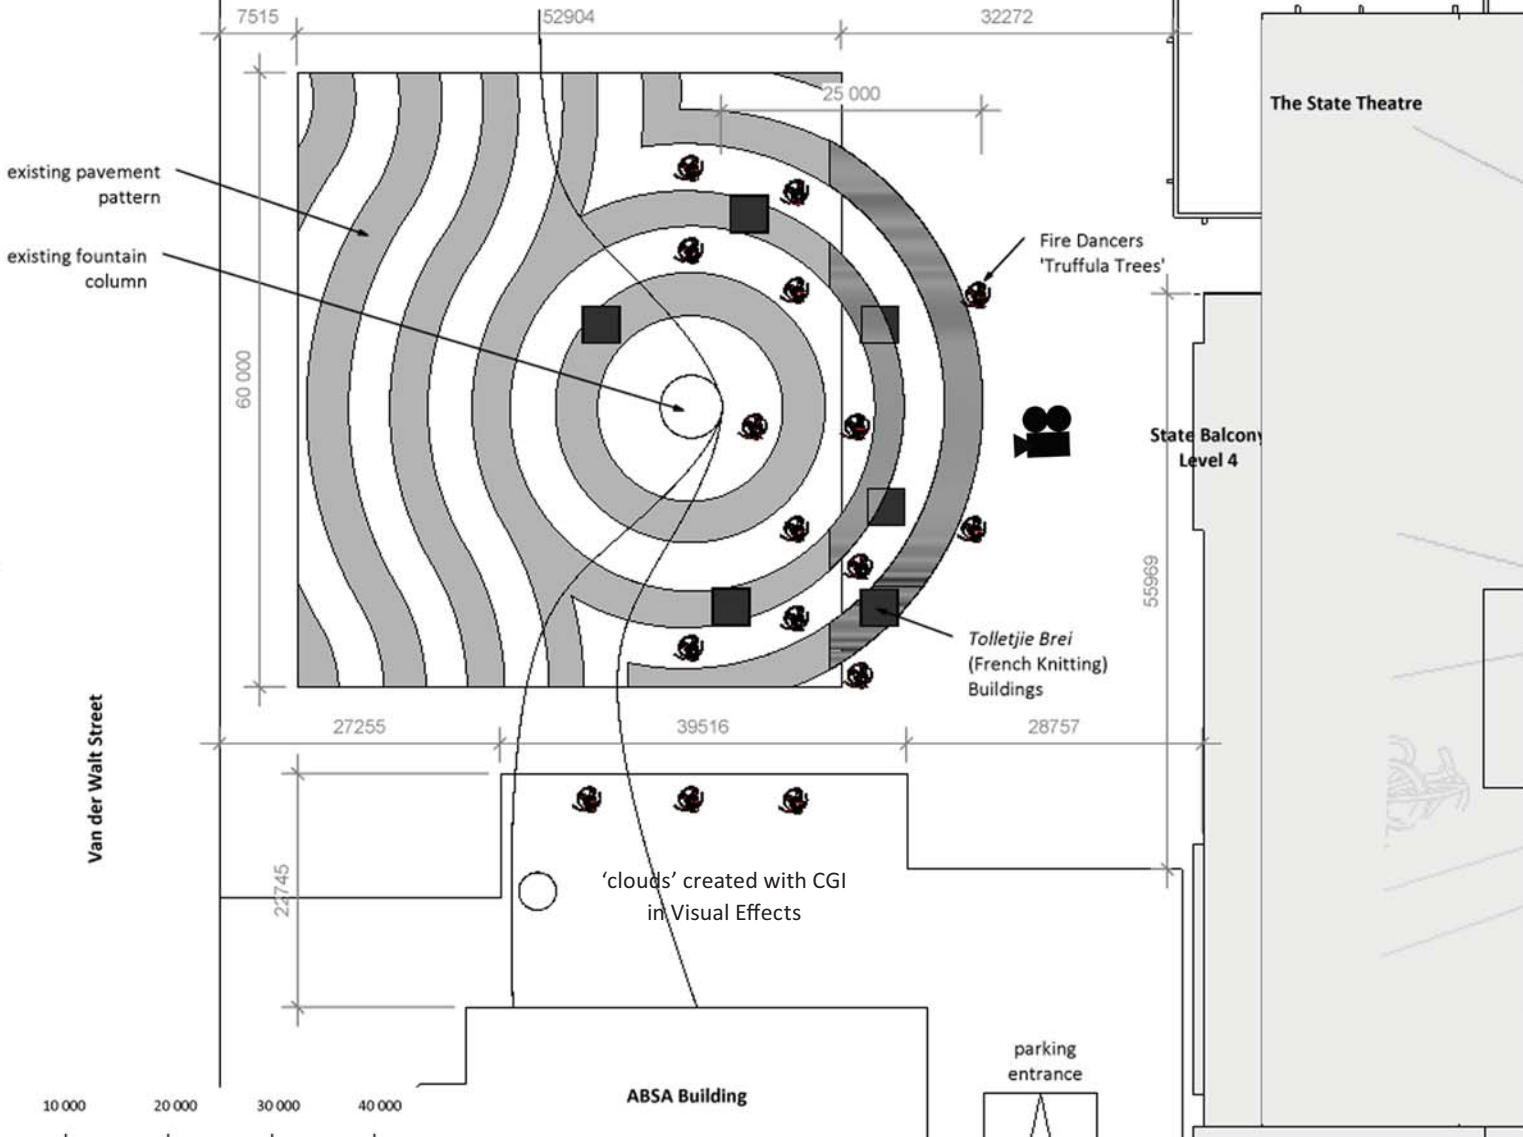 7515
52904
32272
25 000
The State Theatre
existing pavement
pattern
existing fountain
column
Fire Dancers
'Truffula Trees'
60 000
State Balcony
Level 4
55969
Tolletjie Brei
(French Knitting)
Buildings
27255
39516
28757
Van der Walt Street
22745
‘clouds’ created with CGI
in Visual Effects
parking
entrance
ABSA Building
10 000
20 000
30 000
40 000